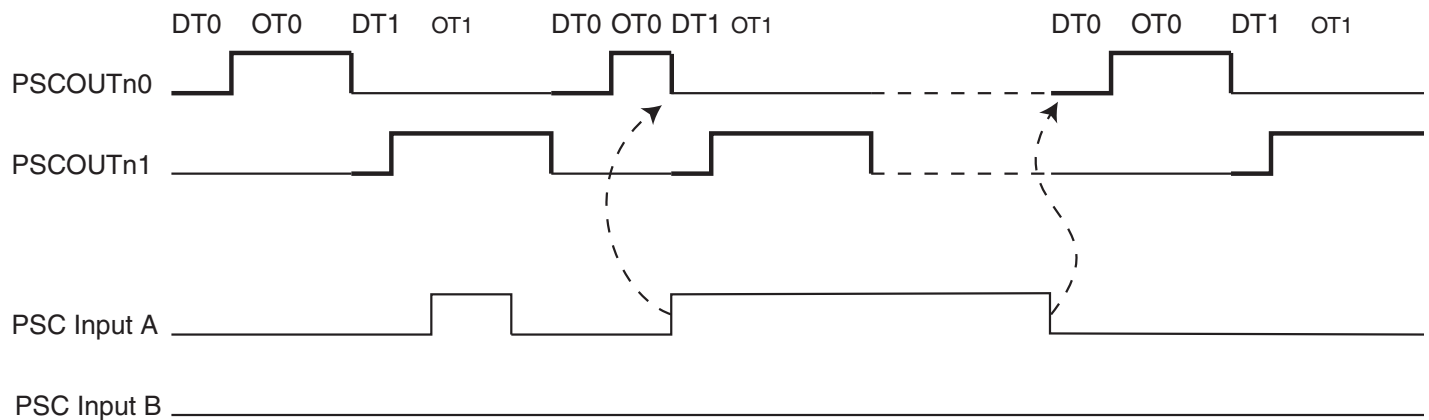 DT0 OT0 DT1 OT1 DT0 OT0 DT1 OT1 DT0 OT0 DT1 OT1
PSCOUTn0
PSCOUTn1
PSC Input A
PSC Input B